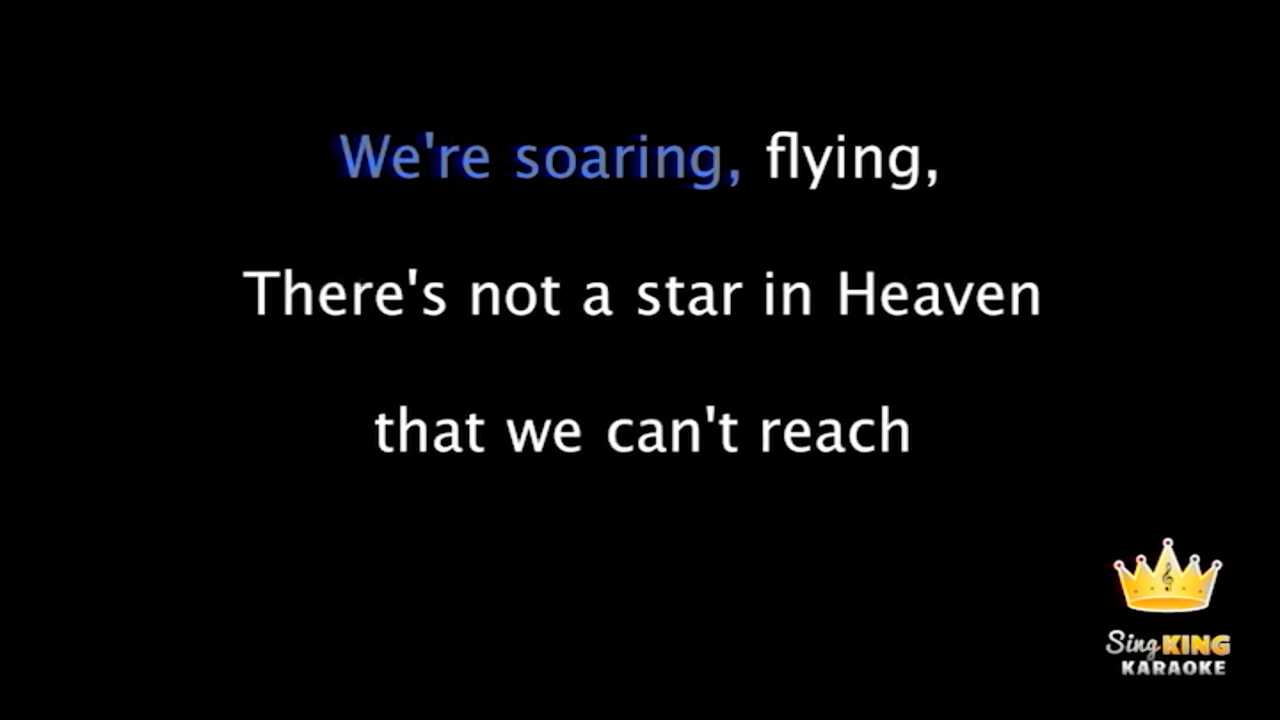 We're soaring, flying,
There's not a star in Heaven
that we can't reach
Sing KING
KARAOKE